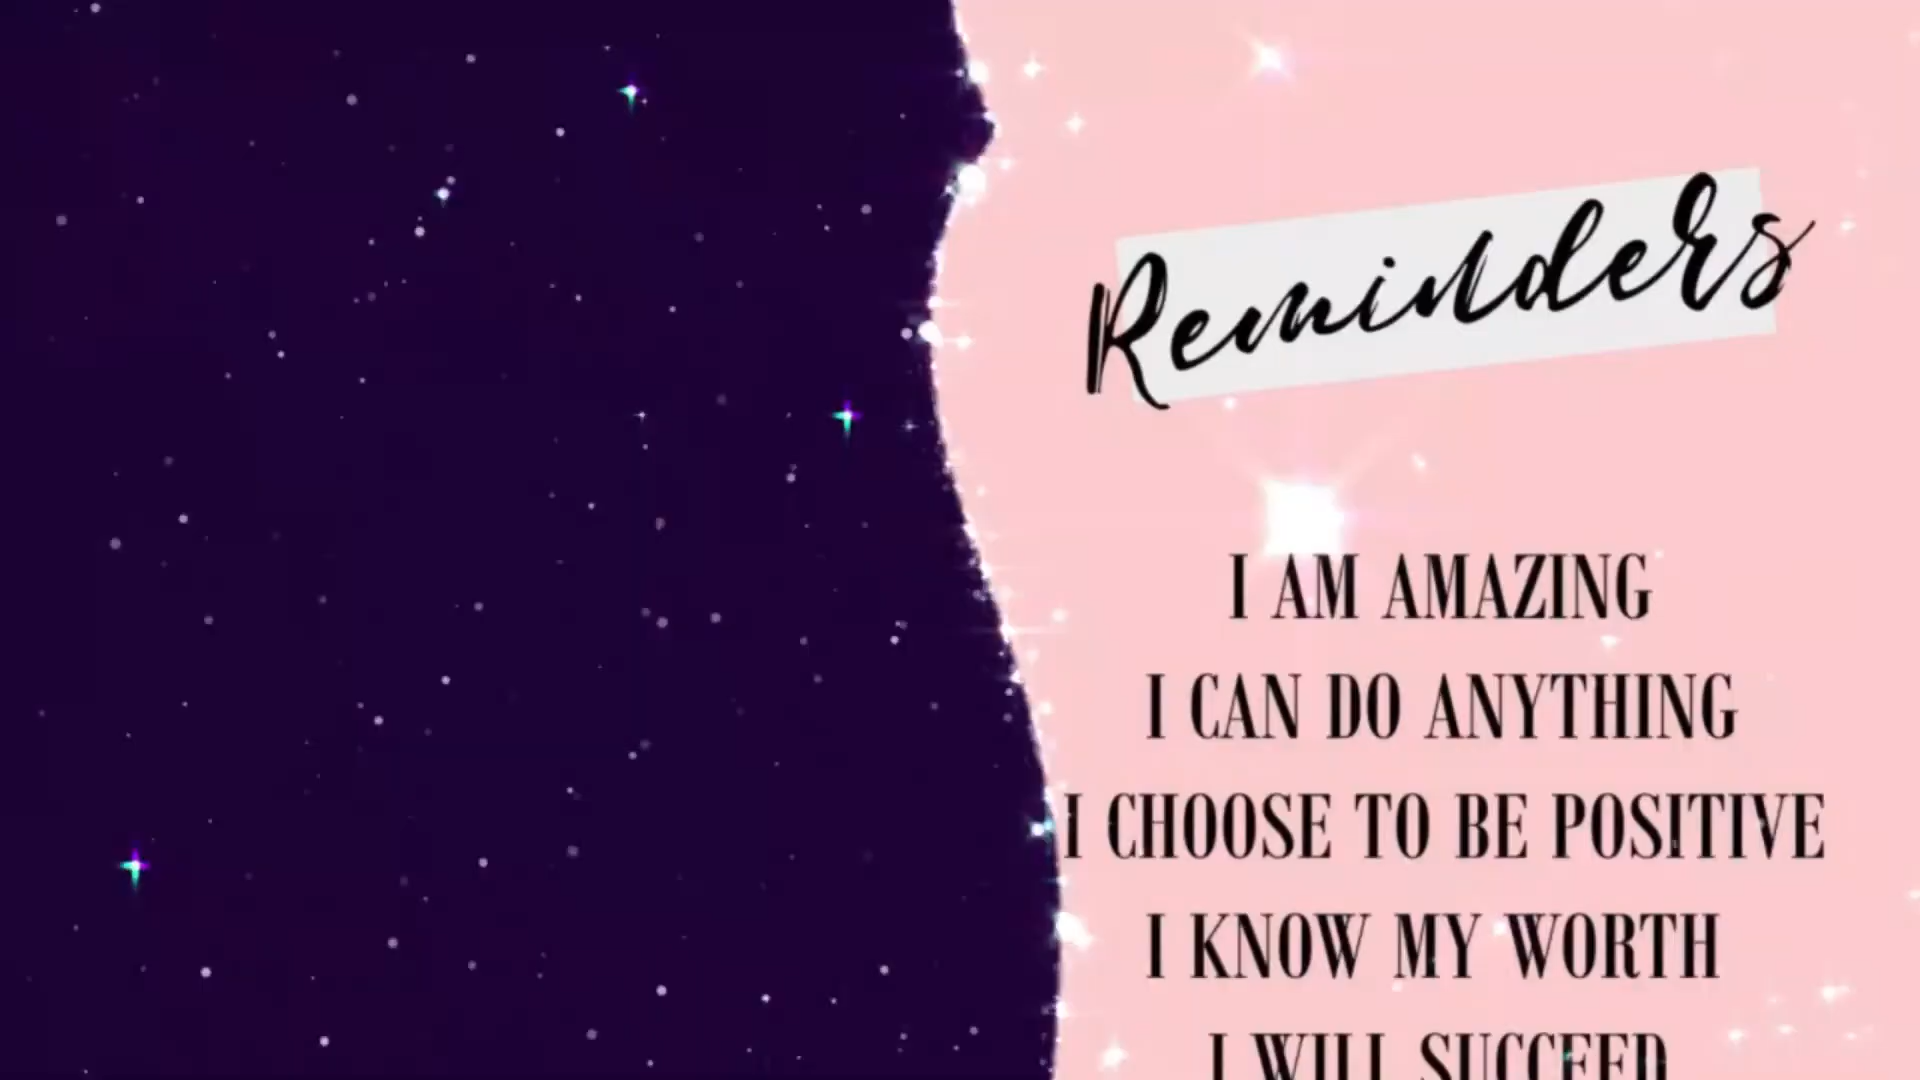 Reminders
I AM AMAZING
I CAN DO ANYTHING
I CHOOSE TO BE POSITIVE
I KNOW MY WORTH
I WILL SUCCEED